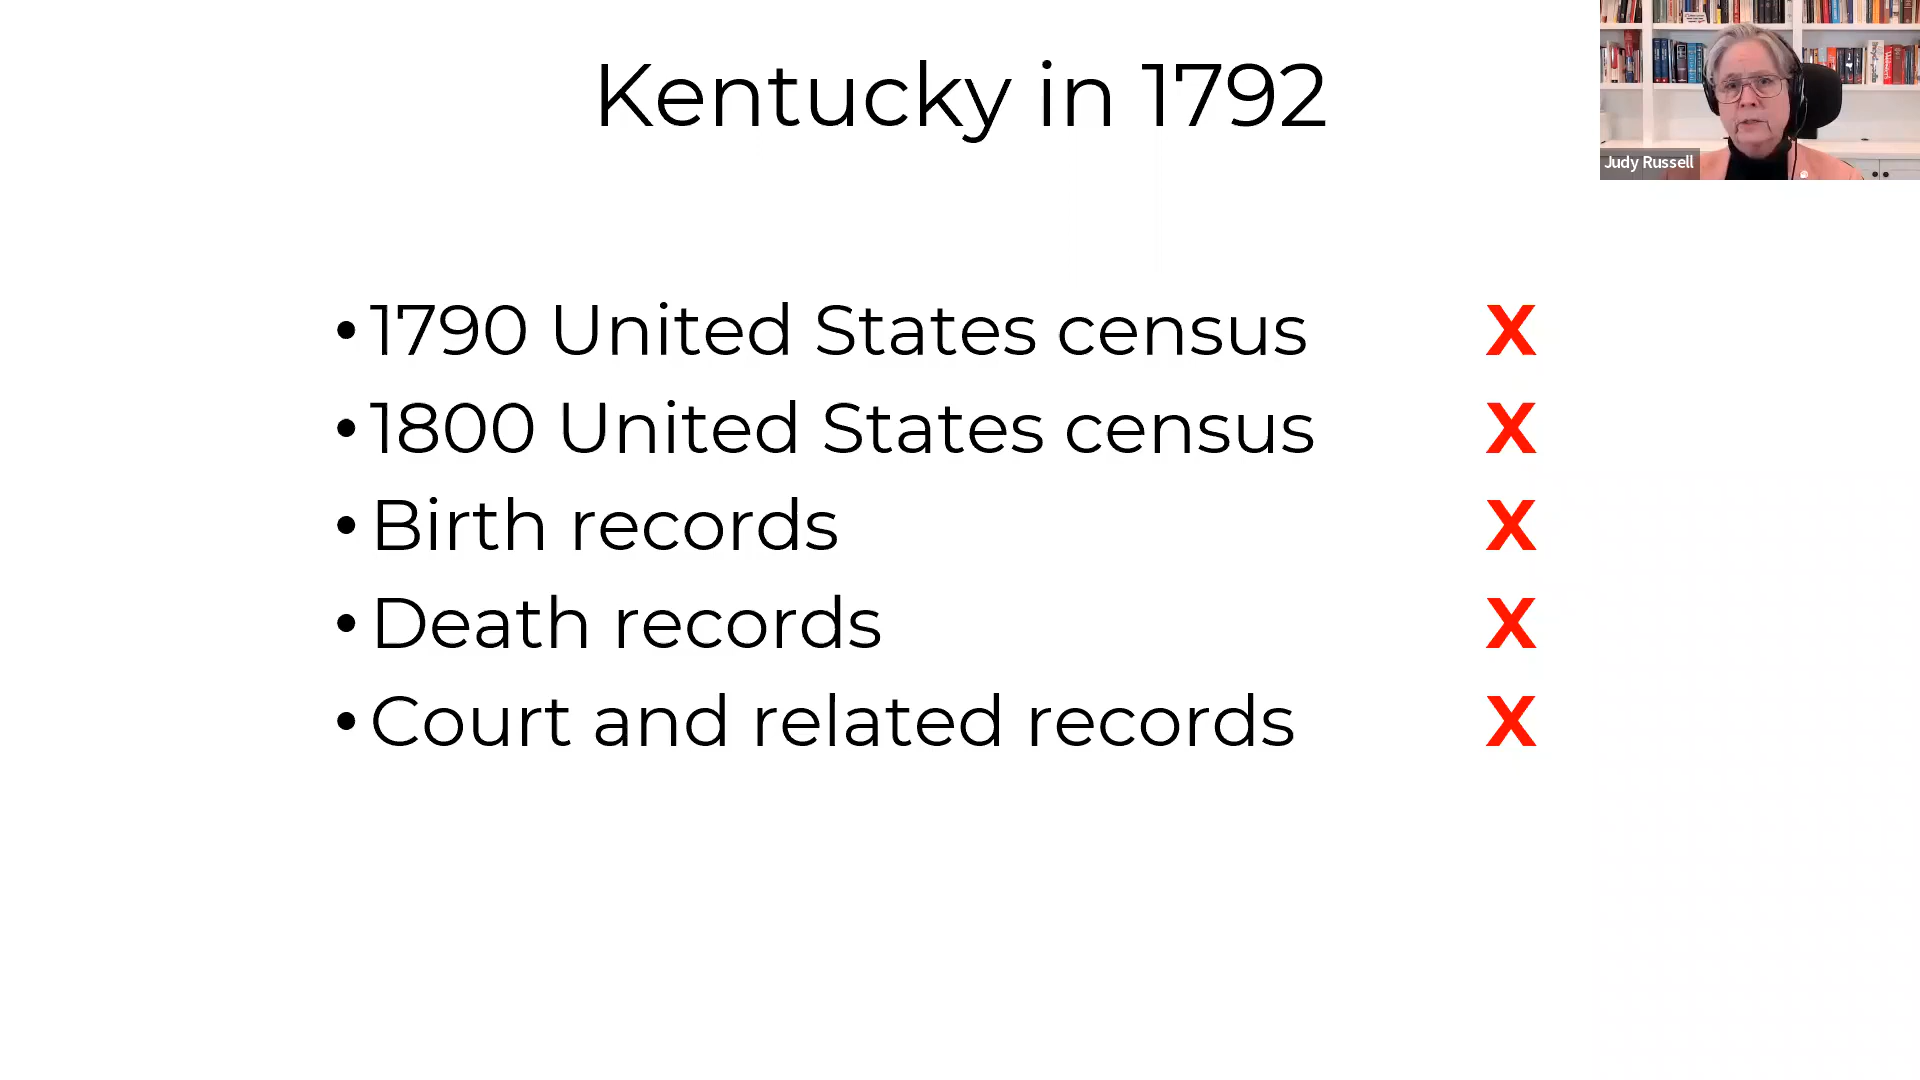 Kentucky in 1792
Judy Russell
• 1790 United States census X
• 1800 United States census X
• Birth records X
• Death records X
• Court and related records X